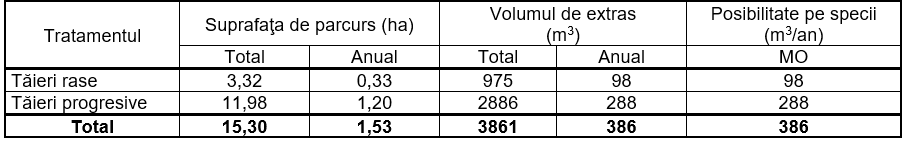 Tratamentul Suprafaţa de parcurs (ha) Volumul de extras (m³) Posibilitate pe specii (m³/an)
Total Anual Total Anual MO
Tăieri rase 3,32 0,33 975 98 98
Tăieri progresive 11,98 1,20 2886 288 288
Total 15,30 1,53 3861 386 386